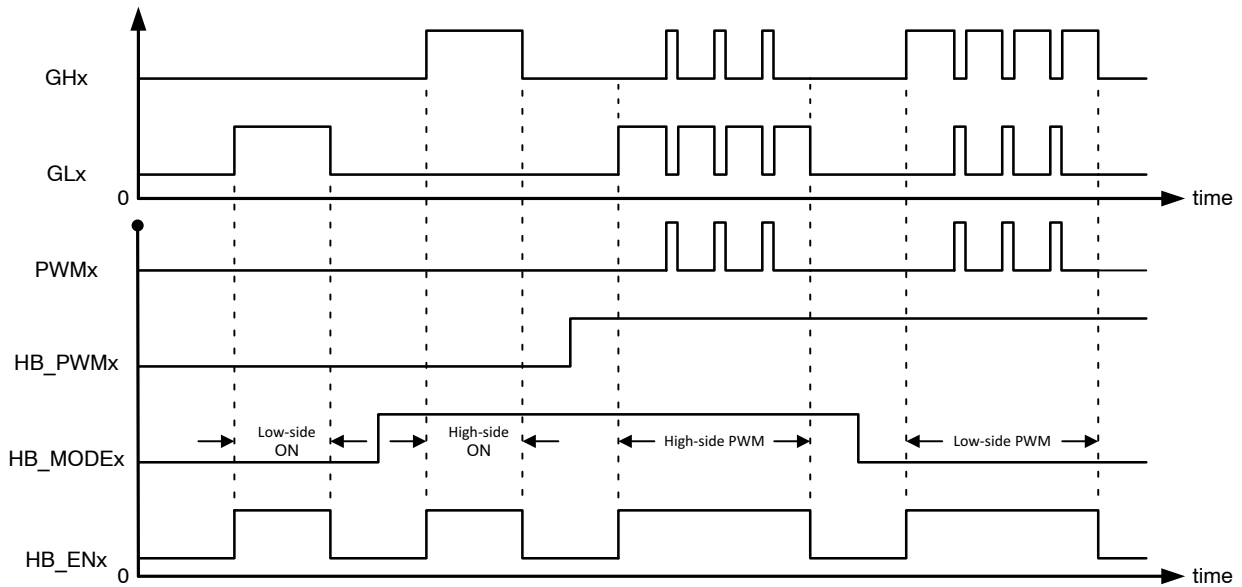 GHx
GLx
0
time
PWMx
HB_PWMx
HB_MODEx
Low-side
ON
High-side
ON
High-side PWM
Low-side PWM
HB_ENx
0
time